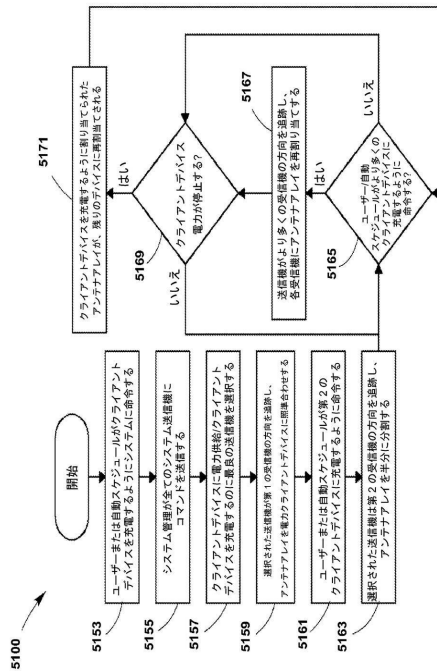 5100
開始
5153
ユーザーまたは自動スケジュールがクライアント
デバイスを充電するようにシステムに命令する
5155
システム管理が全てのシステム送信機に
コマンドを送信する
5157
クライアントデバイスに電力供給/クライアント
デバイスを充電するのに最良の送信機を選択する
5159
選択された送信機が第1の受信機の方向を追跡し、
アンテナアレイを電力クライアントデバイスに照準合わせする
5161
ユーザーまたは自動スケジュールが第2の
クライアントデバイスに充電するように命令する
5163
選択された送信機は第2の受信機の方向を追跡し、
アンテナアレイを半分に分割する
5165
ユーザー/自動
スケジュールがより多くの
クライアントデバイスに
充電するように
命令する?
はい
いいえ
5167
送信機がより多くの受信機の方向を追跡し、
各受信機にアンテナアレイを再割り当てする
5169
クライアントデバイス
電力が停止する?
はい
いいえ
5171
クライアントデバイスを充電するように割り当てられた
アンテナアレイが、残りのデバイスに再割当てされる